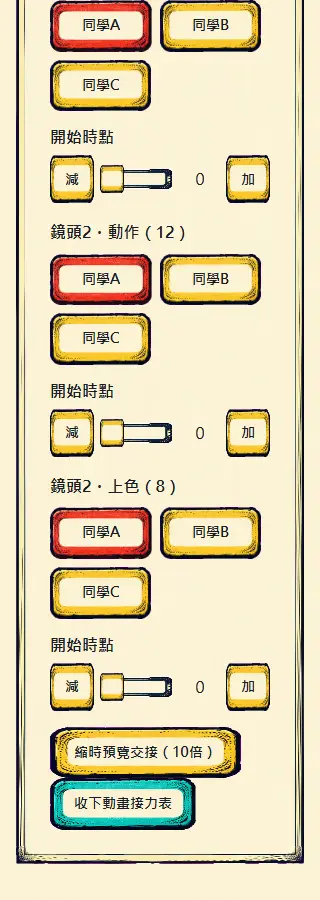 同學A 同學B
同學C
開始時點
減 0 加
鏡頭2・動作（12）
同學A 同學B
同學C
開始時點
減 0 加
鏡頭2・上色（8）
同學A 同學B
同學C
開始時點
減 0 加
縮時預覽交接（10倍）
收下動畫接力表